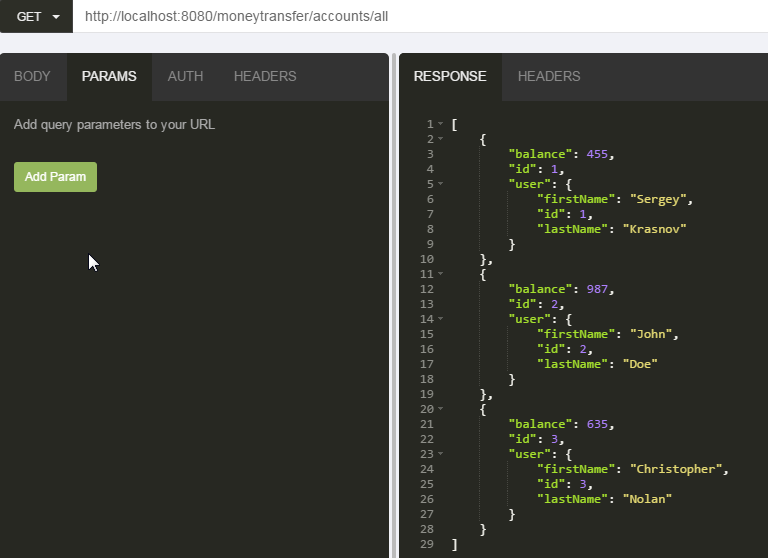 GET http://localhost:8080/moneytransfer/accounts/all
BODY PARAMS AUTH HEADERS
Add query parameters to your URL
Add Param
RESPONSE HEADERS
1 [
2 {
3 "balance": 455,
4 "id": 1,
5 "user": {
6 "firstName": "Sergey",
7 "id": 1,
8 "lastName": "Krasnov"
9 }
10 },
11 {
12 "balance": 987,
13 "id": 2,
14 "user": {
15 "firstName": "John",
16 "id": 2,
17 "lastName": "Doe"
18 }
19 },
20 {
21 "balance": 635,
22 "id": 3,
23 "user": {
24 "firstName": "Christopher",
25 "id": 3,
26 "lastName": "Nolan"
27 }
28 }
29 ]